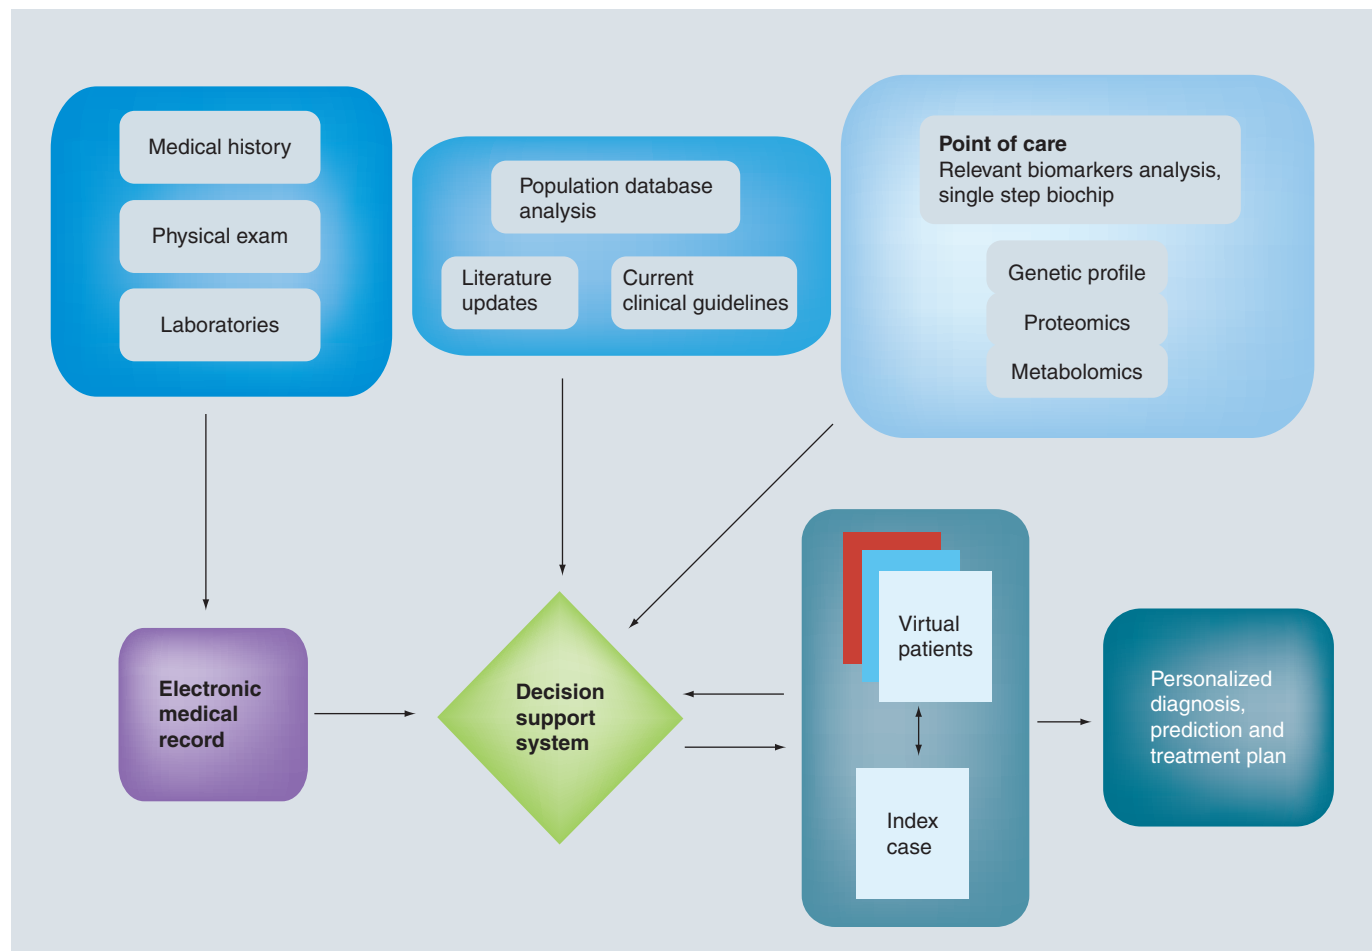 Medical history
Physical exam
Laboratories
Population database
analysis
Literature
updates
Current
clinical guidelines
Point of care
Relevant biomarkers analysis,
single step biochip
Genetic profile
Proteomics
Metabolomics
Electronic
medical
record
Decision
support
system
Virtual
patients
Index
case
Personalized
diagnosis,
prediction and
treatment plan